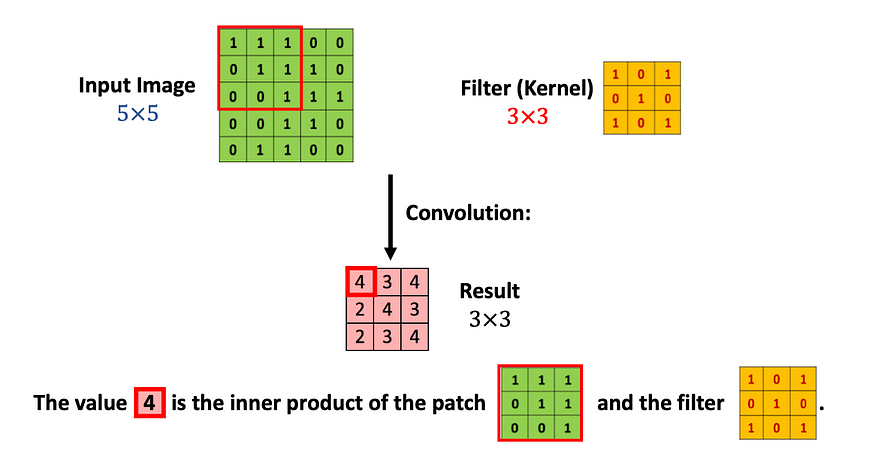 Input Image
5×5
1 1 1 0 0
0 1 1 1 0
0 0 1 1 1
0 0 1 1 0
0 1 1 0 0
Filter (Kernel)
3×3
1 0 1
0 1 0
1 0 1
Convolution:
4 3 4
2 4 3
2 3 4
Result
3×3
The value 4 is the inner product of the patch
1 1 1
0 1 1
0 0 1
and the filter
1 0 1
0 1 0
1 0 1
.